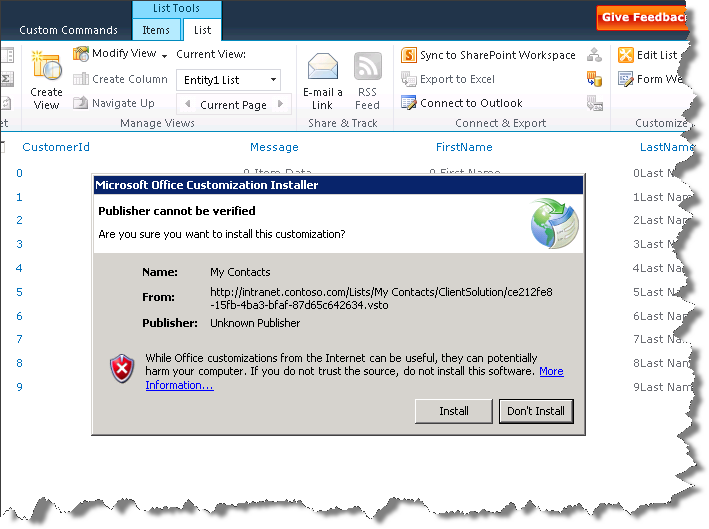 List Tools
Give Feedback
Custom Commands Items List
Modify View Current View:
Sync to SharePoint Workspace
Edit List
Create Column Entity1 List
Export to Excel
Form
Create View
Navigate Up Current Page
E-mail a Link
RSS Feed
Connect to Outlook
Manage Views Share & Track Connect & Export Customize
CustomerId Message FirstName LastName
0 0 Item Data 0 First Name 0Last Nam
1 1Last Nam
2 2Last Nam
3 3Last Nam
4 4Last Nam
5 5Last Nam
6 6Last Nam
7 7Last Nam
8 8Last Nam
9 9Last Nam
Microsoft Office Customization Installer
Publisher cannot be verified
Are you sure you want to install this customization?
Name: My Contacts
From: http://intranet.contoso.com/Lists/My Contacts/ClientSolution/ce212fe8
-15fb-4ba3-bfaf-87d65c642634.vsto
Publisher: Unknown Publisher
While Office customizations from the Internet can be useful, they can potentially
harm your computer. If you do not trust the source, do not install this software. More
Information...
Install Don't Install